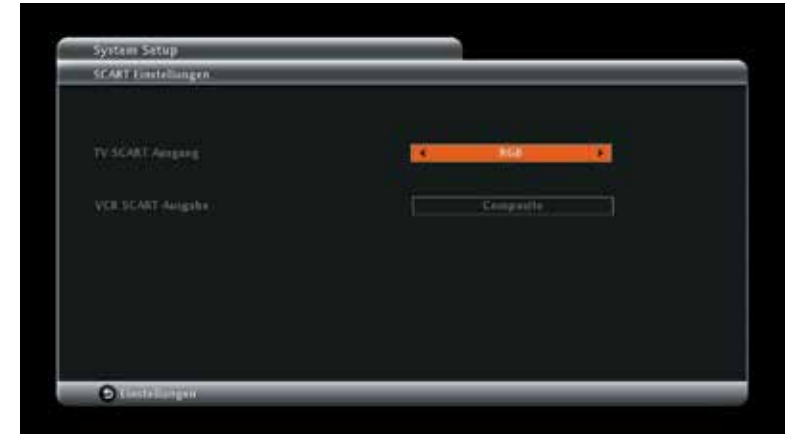 System Setup
SCART Einstellungen
TV SCART Ausgang
RGB
VCR SCART Ausgabe
Composite
Einstellungen